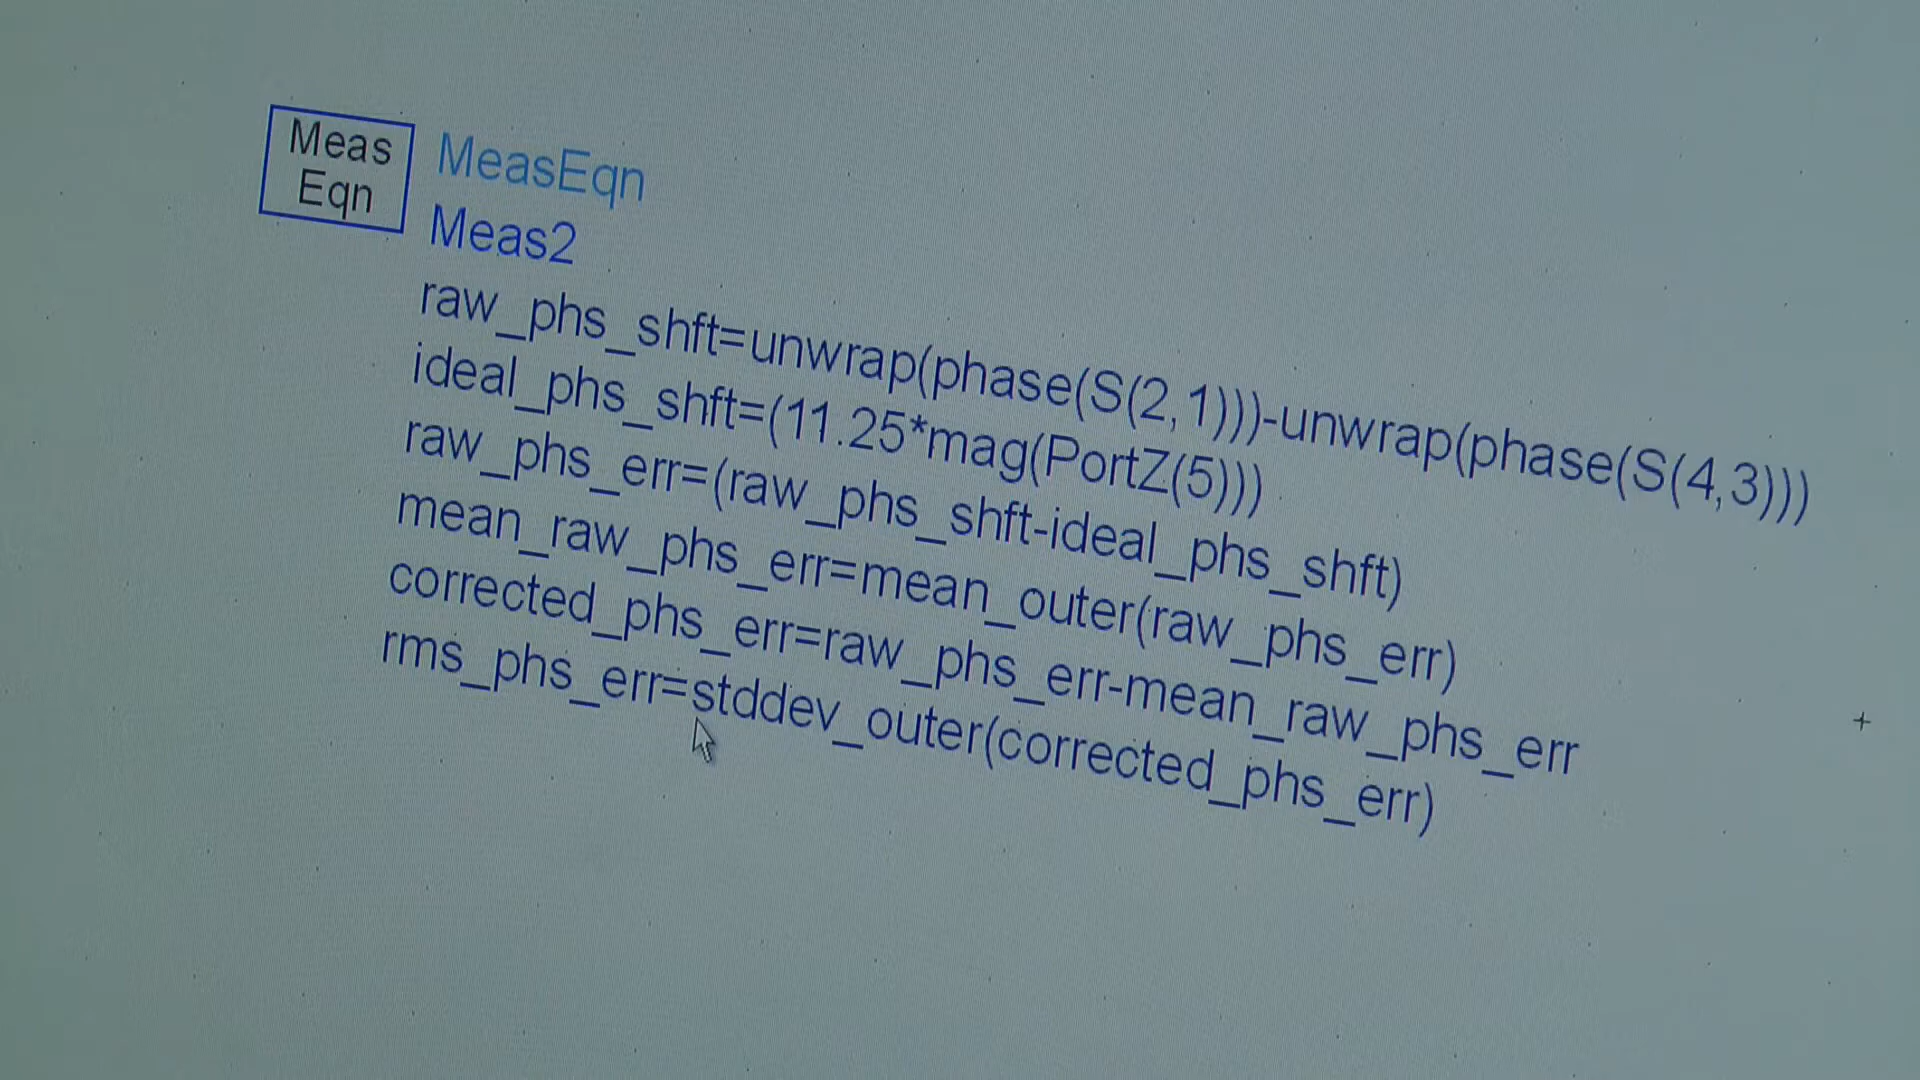 Meas
Eqn
MeasEqn
Meas2
raw_phs_shft=unwrap(phase(S(2,1)))-unwrap(phase(S(4,3)))
ideal_phs_shft=(11.25*mag(PortZ(5)))
raw_phs_err=(raw_phs_shft-ideal_phs_shft)
mean_raw_phs_err=mean_outer(raw_phs_err)
corrected_phs_err=raw_phs_err-mean_raw_phs_err
rms_phs_err=stddev_outer(corrected_phs_err)